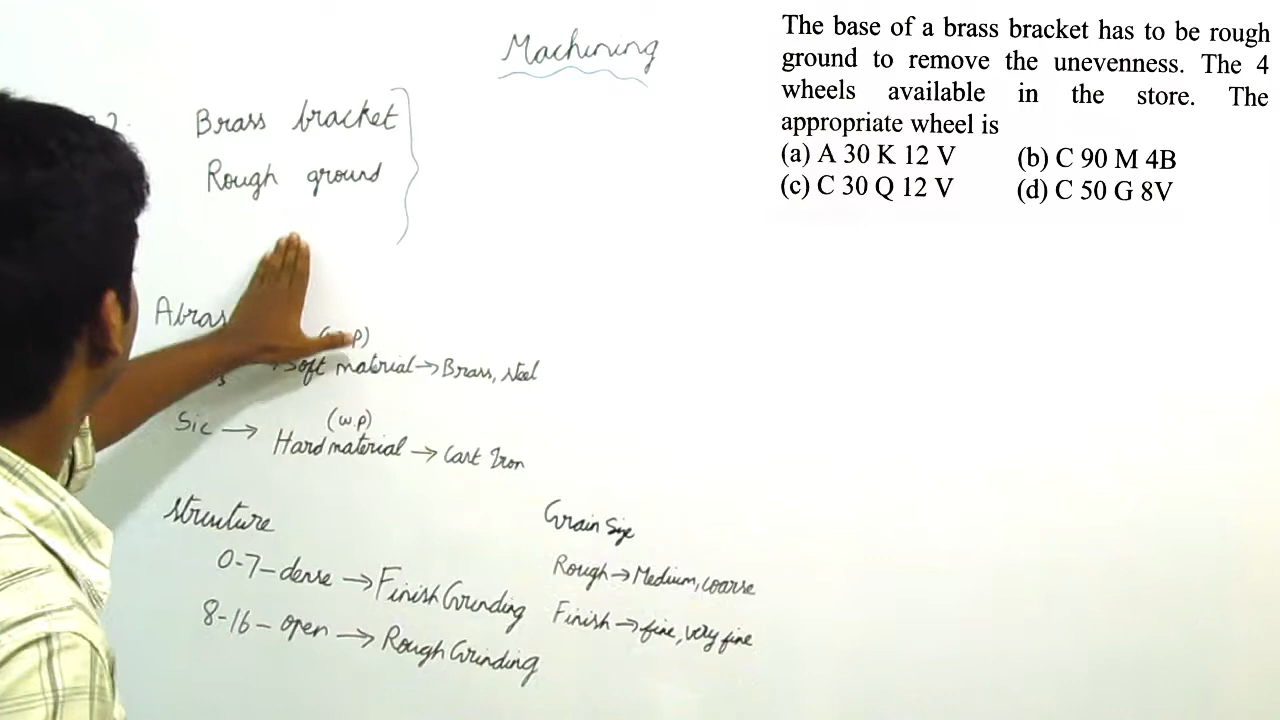 Machining
The base of a brass bracket has to be rough
ground to remove the unevenness. The 4
wheels available in the store. The
appropriate wheel is
(a) A 30 K 12 V (b) C 90 M 4B
(c) C 30 Q 12 V (d) C 50 G 8V
Brass bracket
Rough ground
Soft material → Brass, steel
Sic → (w.p)
Hard material → Cast Iron
Structure
0-7 - dense → Finish Grinding
8-16 - open → Rough Grinding
Grain Size
Rough → Medium, coarse
Finish → fine, very fine